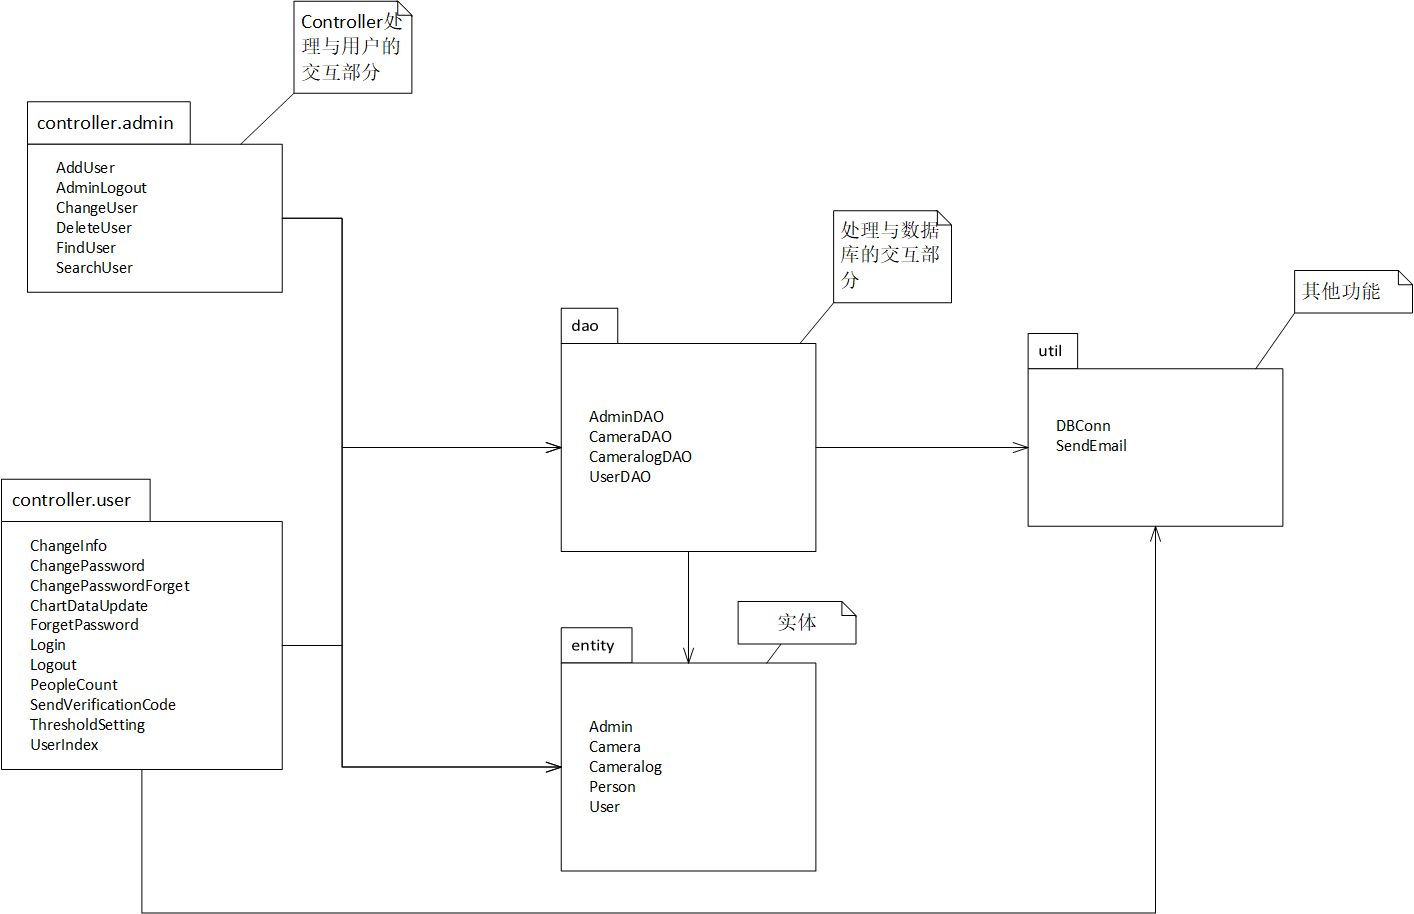 Controller处
理与用户的
交互部分
controller.admin
AddUser
AdminLogout
ChangeUser
DeleteUser
FindUser
SearchUser
处理与数据
库的交互部
分
其他功能
dao
AdminDAO
CameraDAO
CameralogDAO
UserDAO
util
DBConn
SendEmail
controller.user
ChangeInfo
ChangePassword
ChangePasswordForget
ChartDataUpdate
ForgetPassword
Login
Logout
PeopleCount
SendVerificationCode
ThresholdSetting
UserIndex
实体
entity
Admin
Camera
Cameralog
Person
User